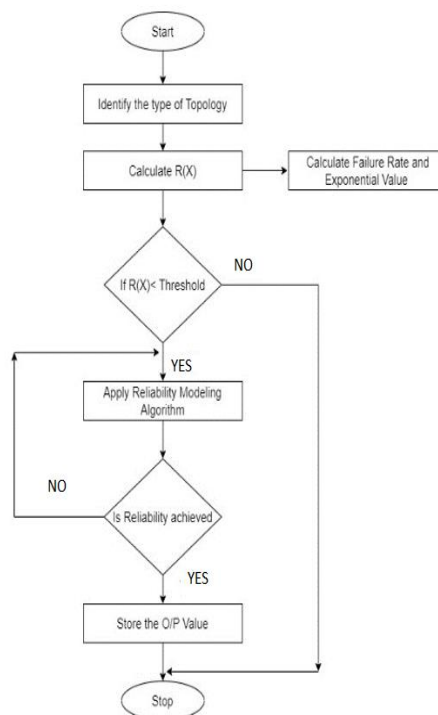 Start
Identify the type of Topology
Calculate R(X)
Calculate Failure Rate and
Exponential Value
If R(X)< Threshold
NO
YES
Apply Reliability Modeling
Algorithm
NO
Is Reliability achieved
YES
Store the O/P Value
Stop